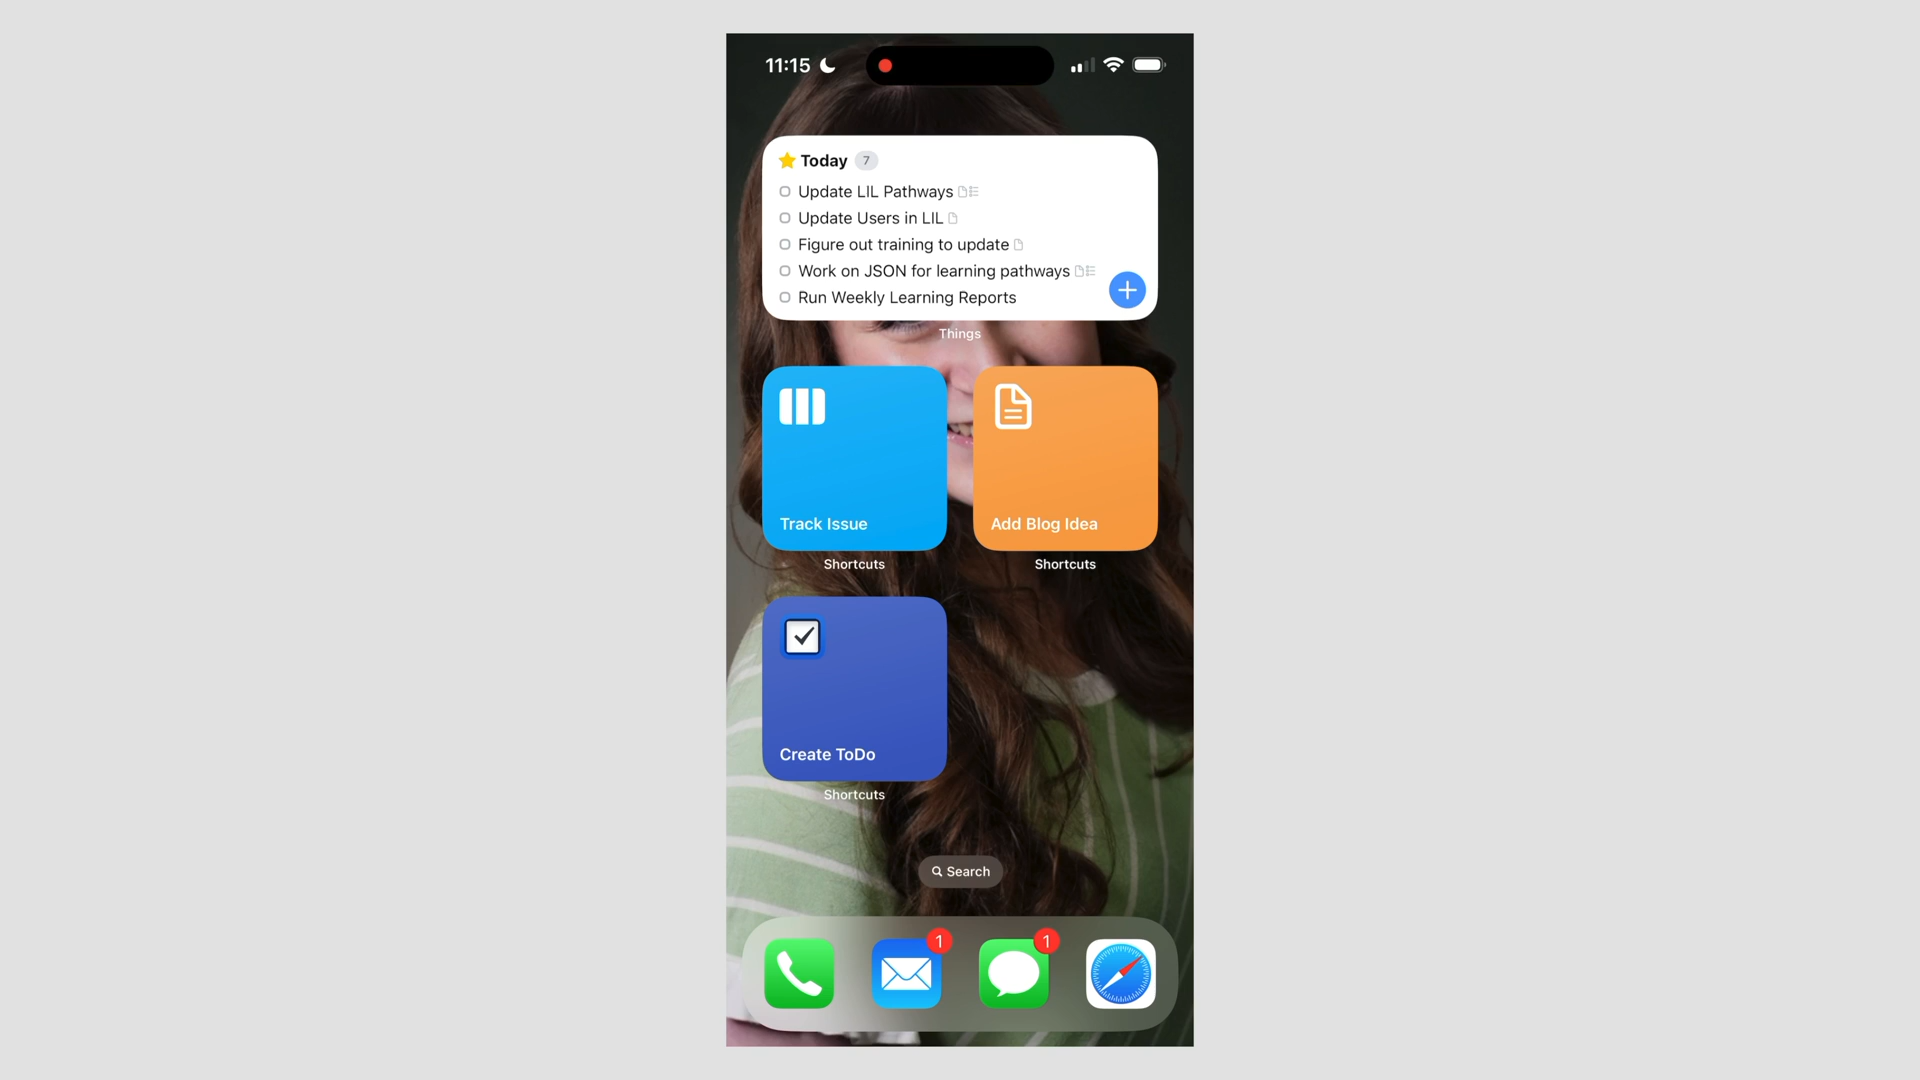 11:15
Today 7
Update LIL Pathways
Update Users in LIL
Figure out training to update
Work on JSON for learning pathways
Run Weekly Learning Reports
Things
Track Issue
Add Blog Idea
Shortcuts
Shortcuts
Create ToDo
Shortcuts
Search
1
1